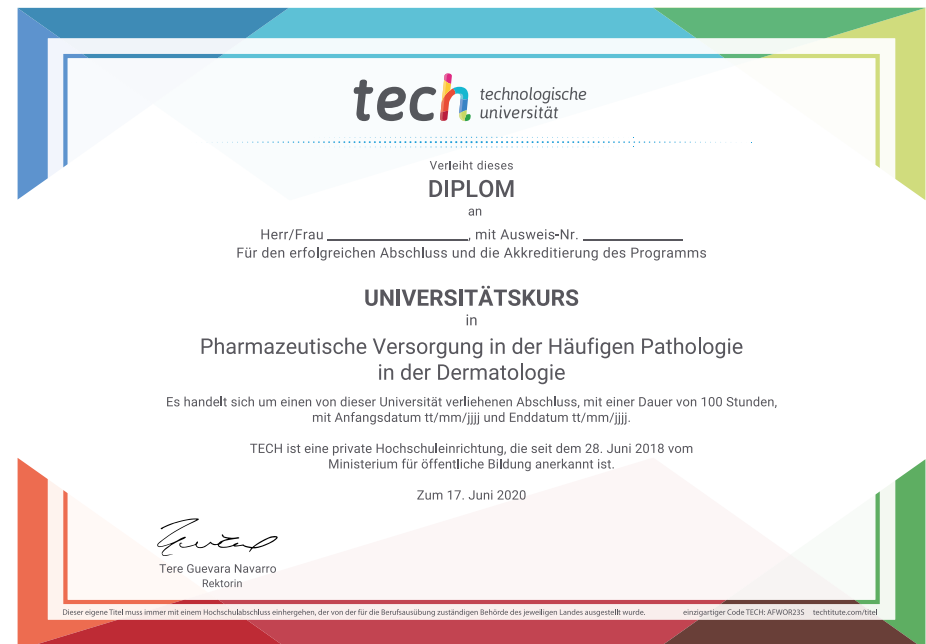 tech technologische
universität
Verleiht dieses
DIPLOM
an
Herr/Frau ____________, mit Ausweis-Nr. ____________
Für den erfolgreichen Abschluss und die Akkreditierung des Programms
UNIVERSITÄTSKURS
in
Pharmazeutische Versorgung in der Häufigen Pathologie
in der Dermatologie
Es handelt sich um einen von dieser Universität verliehenen Abschluss, mit einer Dauer von 100 Stunden,
mit Anfangsdatum tt/mm/jjjj und Enddatum tt/mm/jjjj.
TECH ist eine private Hochschuleinrichtung, die seit dem 28. Juni 2018 vom
Ministerium für öffentliche Bildung anerkannt ist.
Zum 17. Juni 2020
Tere Guevara Navarro
Rektorin
Dieser eigene Titel muss immer mit einem Hochschulabschluss einhergehen, der von der für die Berufsausübung zuständigen Behörde des jeweiligen Landes ausgestellt wurde. einzigartiger Code TECH: AFWOR23S techtitute.com/titel